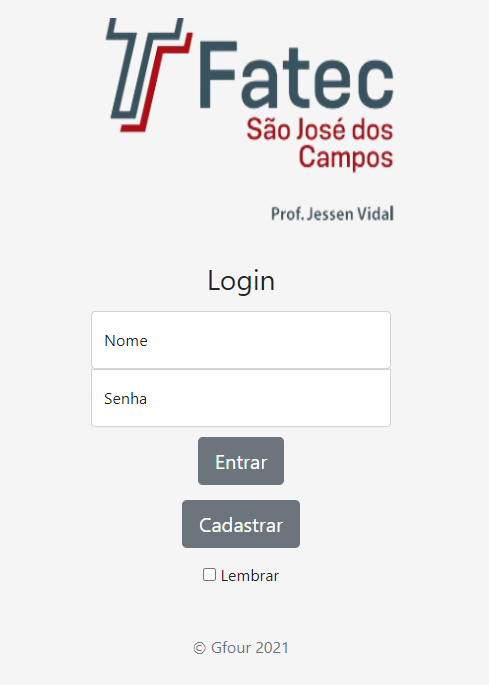 Fatec
São José dos
Campos
Prof. Jessen Vidal
Login
Nome
Senha
Entrar
Cadastrar
Lembrar
© Gfour 2021